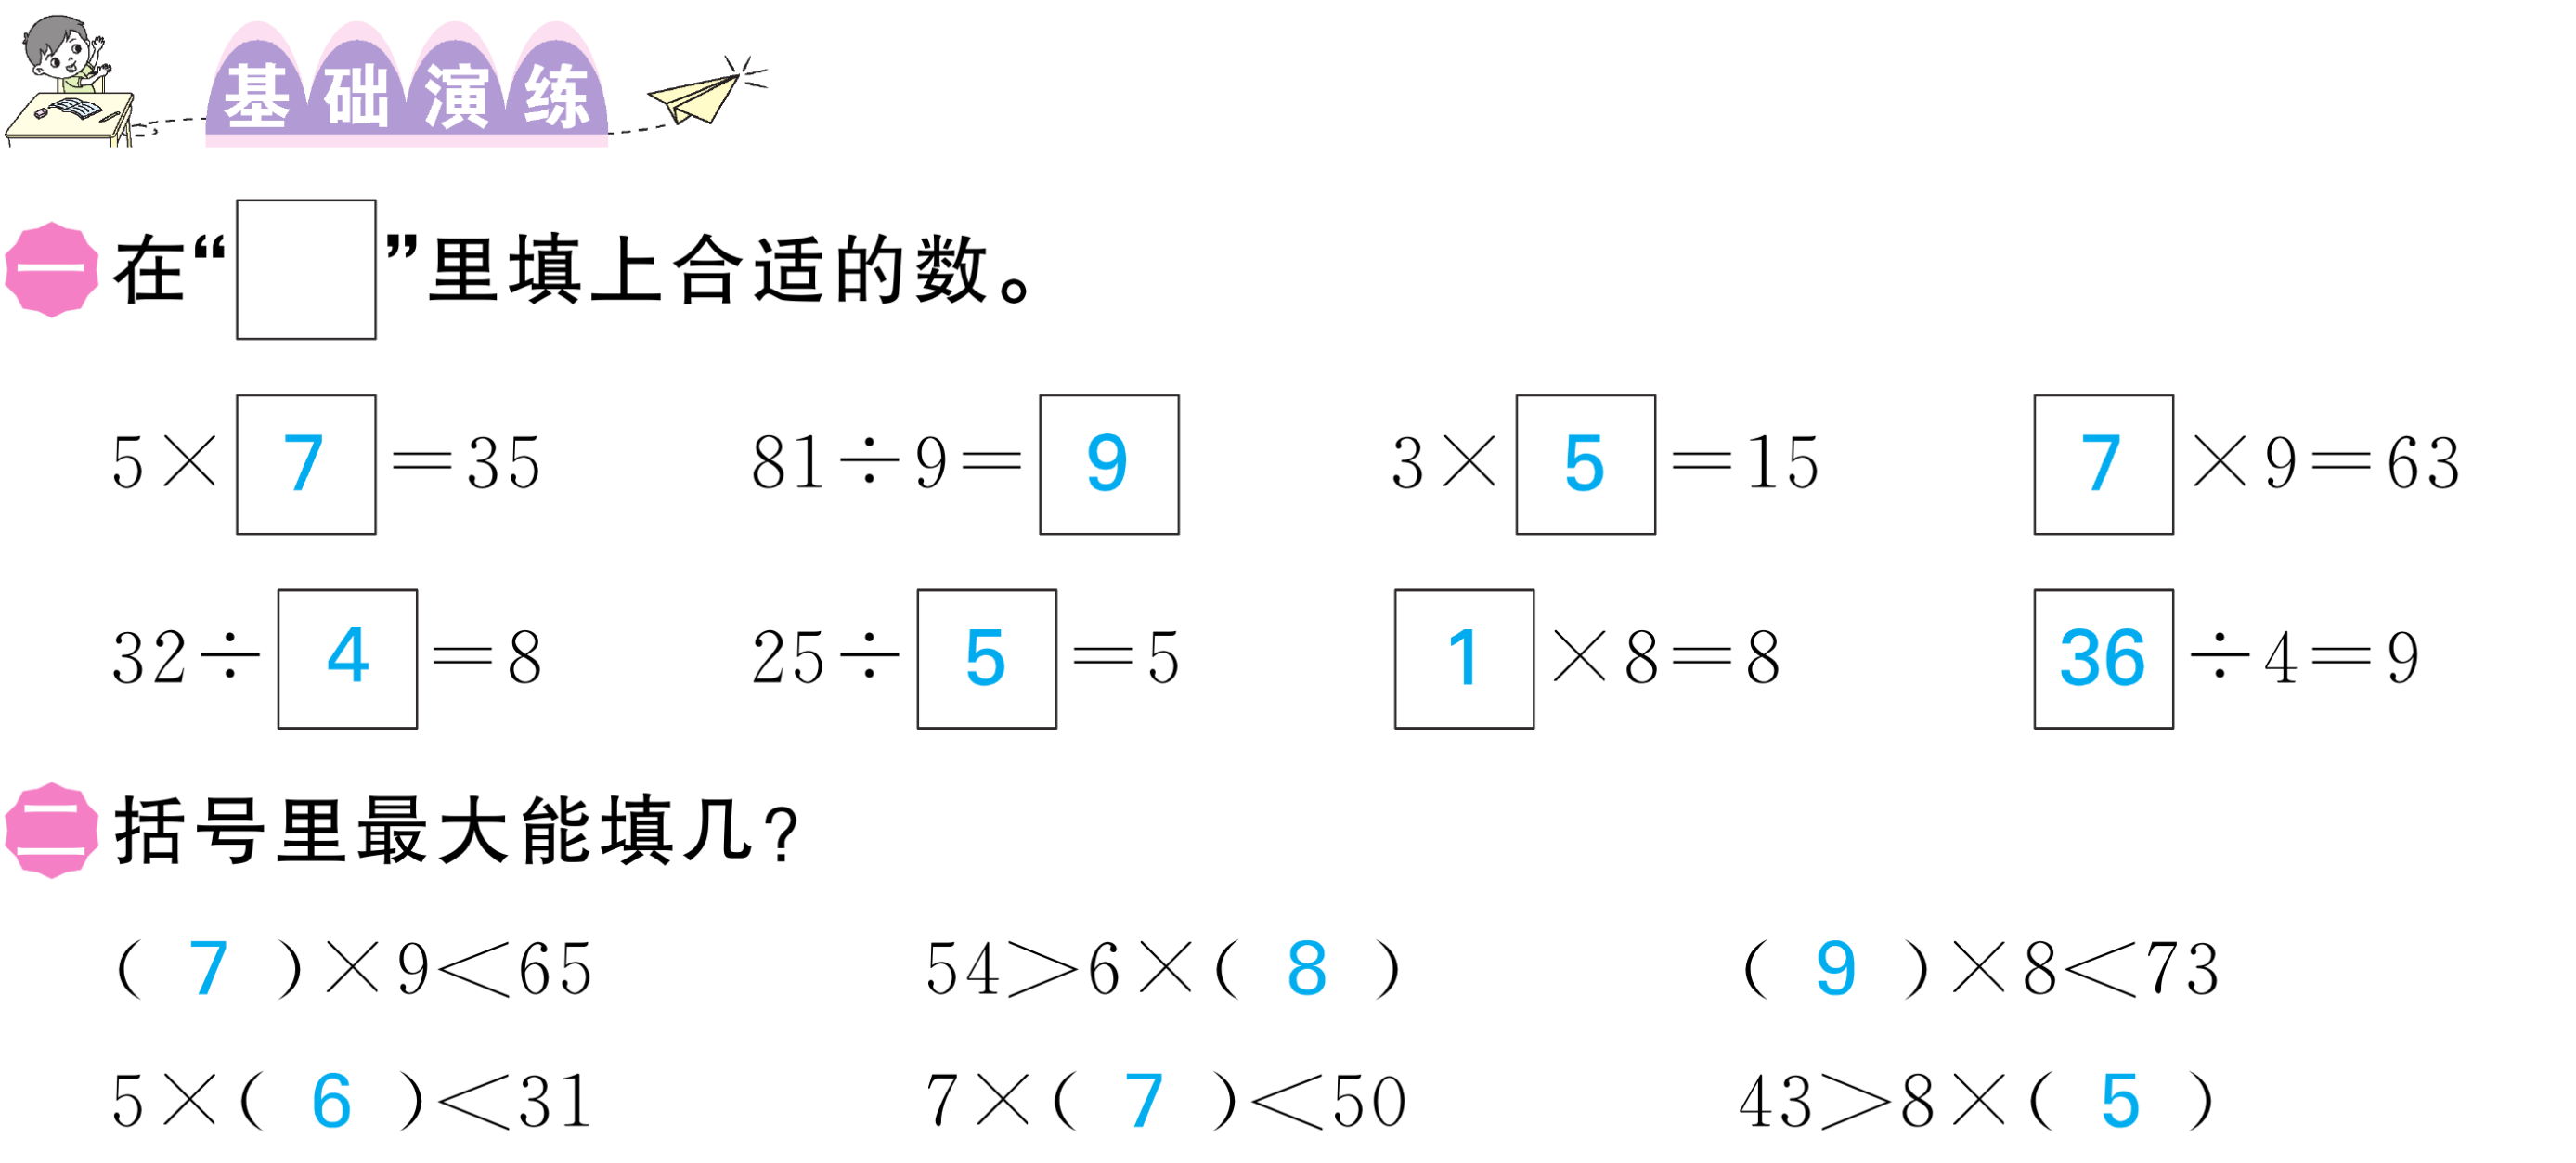 基础演练
一 在“□”里填上合适的数。
5×7=35 81÷9=9 3×5=15 7×9=63
32÷4=8 25÷5=5 1×8=8 36÷4=9
二 括号里最大能填几?
( 7 )×9<65 54>6×( 8 ) ( 9 )×8<73
5×( 6 )<31 7×( 7 )<50 43>8×( 5 )